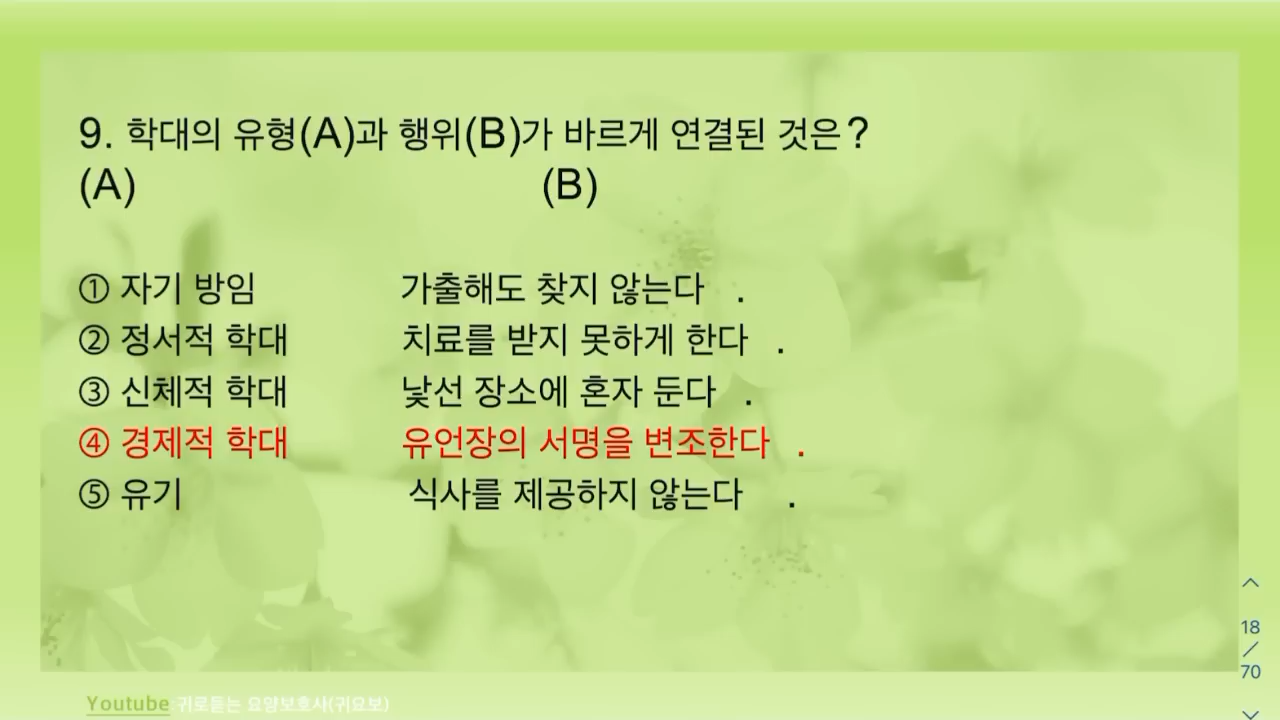 9. 학대의 유형(A)과 행위(B)가 바르게 연결된 것은?
(A) (B)
① 자기 방임 가출해도 찾지 않는다 .
② 정서적 학대 치료를 받지 못하게 한다 .
③ 신체적 학대 낯선 장소에 혼자 둔다 .
④ 경제적 학대 유언장의 서명을 변조한다 .
⑤ 유기 식사를 제공하지 않는다 .
18
/
70
Youtube 귀로듣는 요양보호사(귀요보)